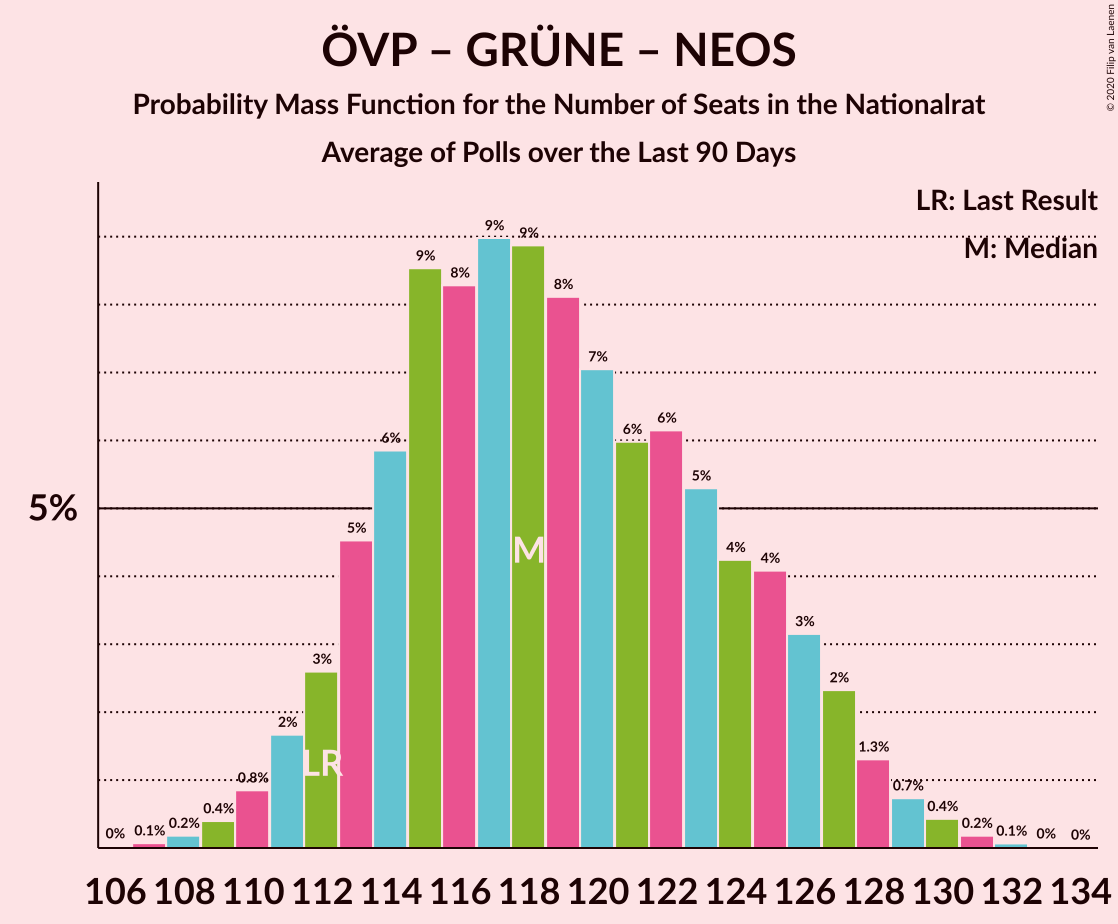 ÖVP – GRÜNE – NEOS
Probability Mass Function for the Number of Seats in the Nationalrat
Average of Polls over the Last 90 Days
© 2020 Filip van Laenen
LR: Last Result
M: Median
5%
0% 0.1% 0.2% 0.4% 0.8% 2% 3% 5% 6% 9% 8% 9% 9% 8% 7% 6% 6% 5% 4% 4% 3% 2% 1.3% 0.7% 0.4% 0.2% 0.1% 0% 0%
M
LR
106 108 110 112 114 116 118 120 122 124 126 128 130 132 134